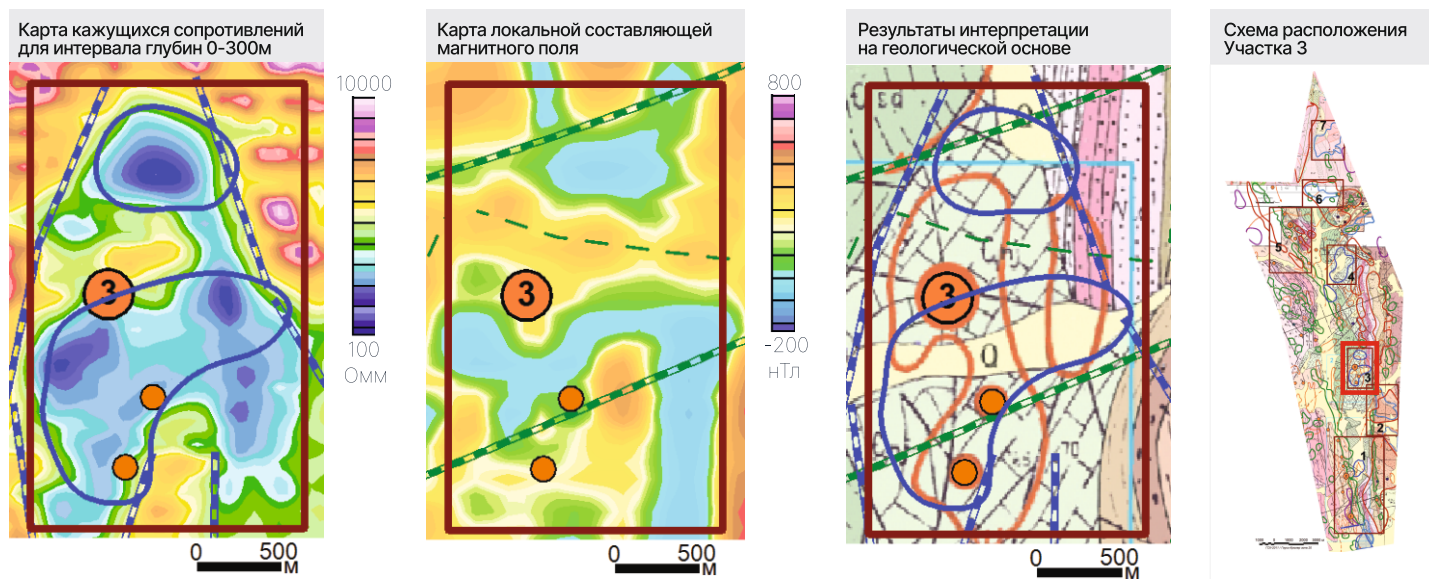 Карта кажущихся сопротивлений
для интервала глубин 0-300м
Карта локальной составляющей
магнитного поля
Результаты интерпретации
на геологической основе
Схема расположения
Участка 3
10000
100
Омм
3
0 500
М
800
-200
нТл
3
0 500
М
3
Q
Q
70
0 500
М
7
6
5
4
3
2
1